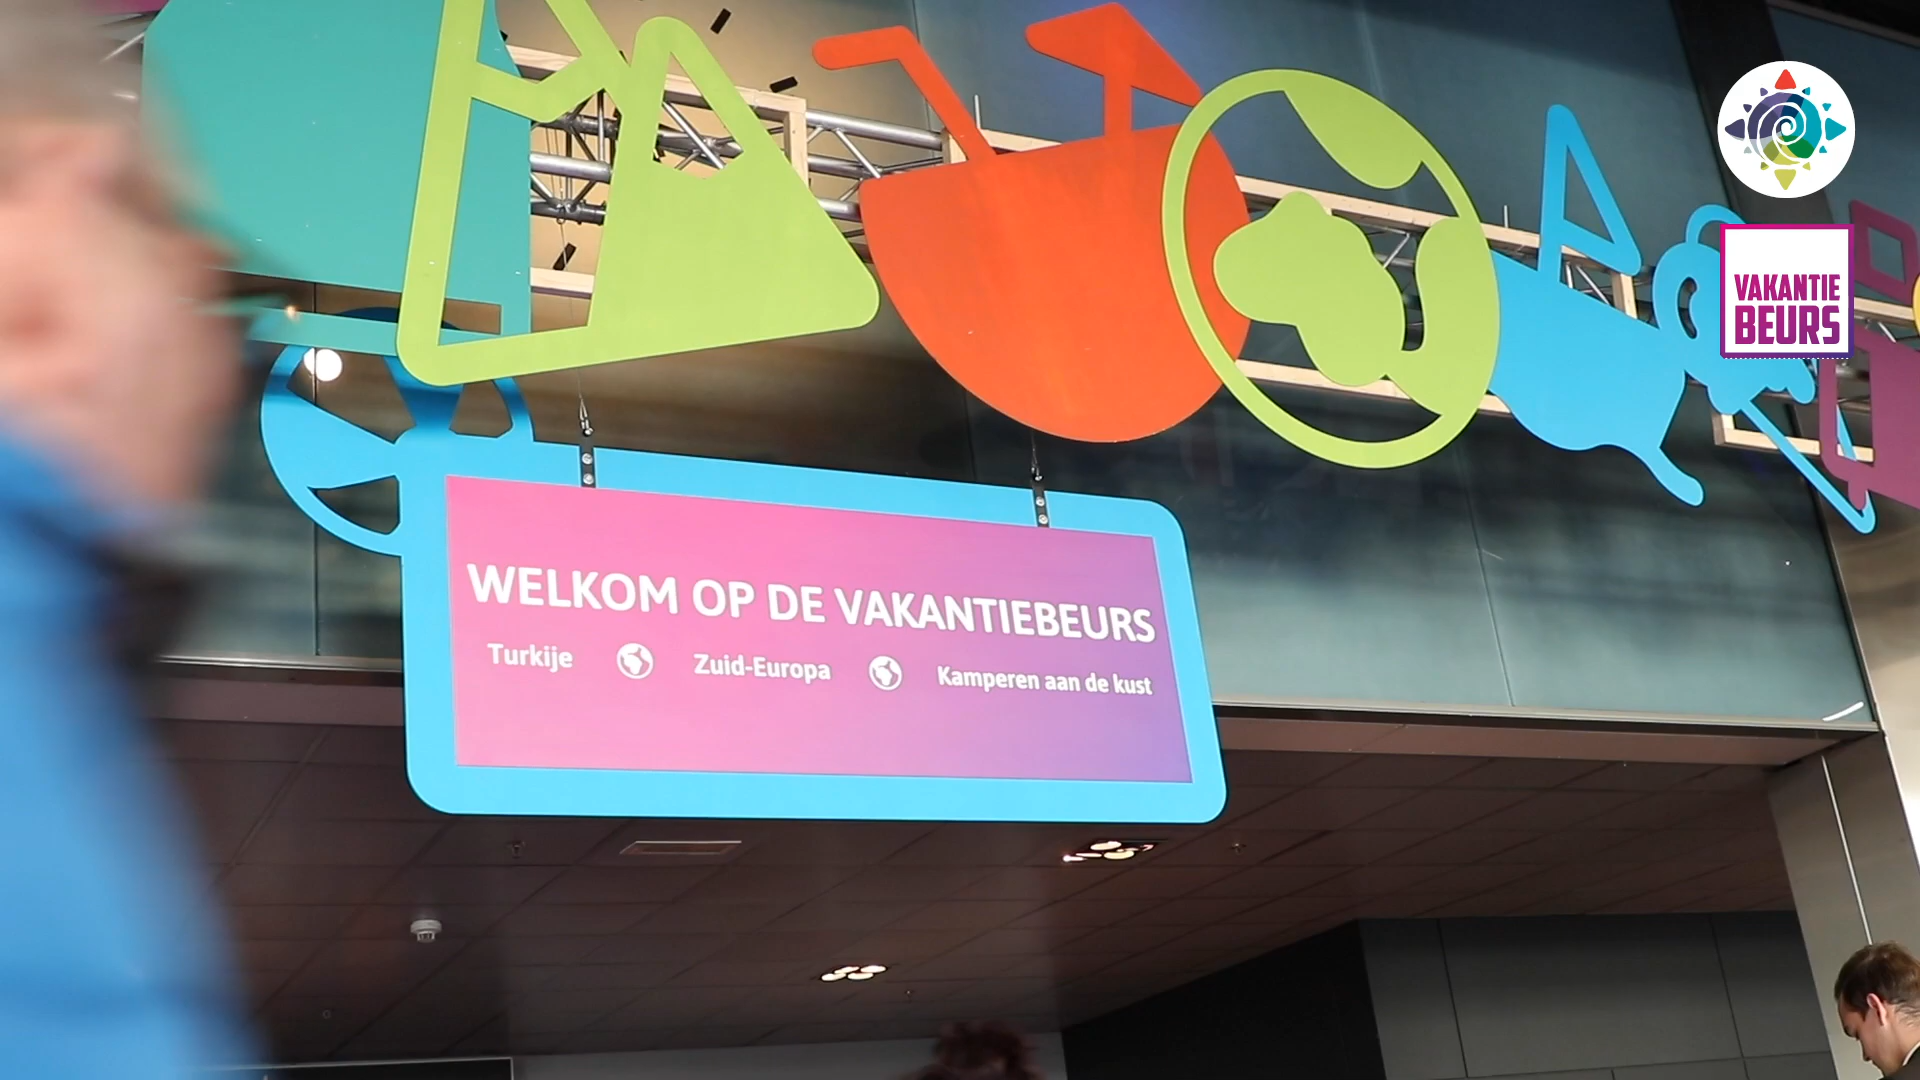 VAKANTIE
BEURS
WELKOM OP DE VAKANTIEBEURS
Turkije Zuid-Europa Kamperen aan de kust